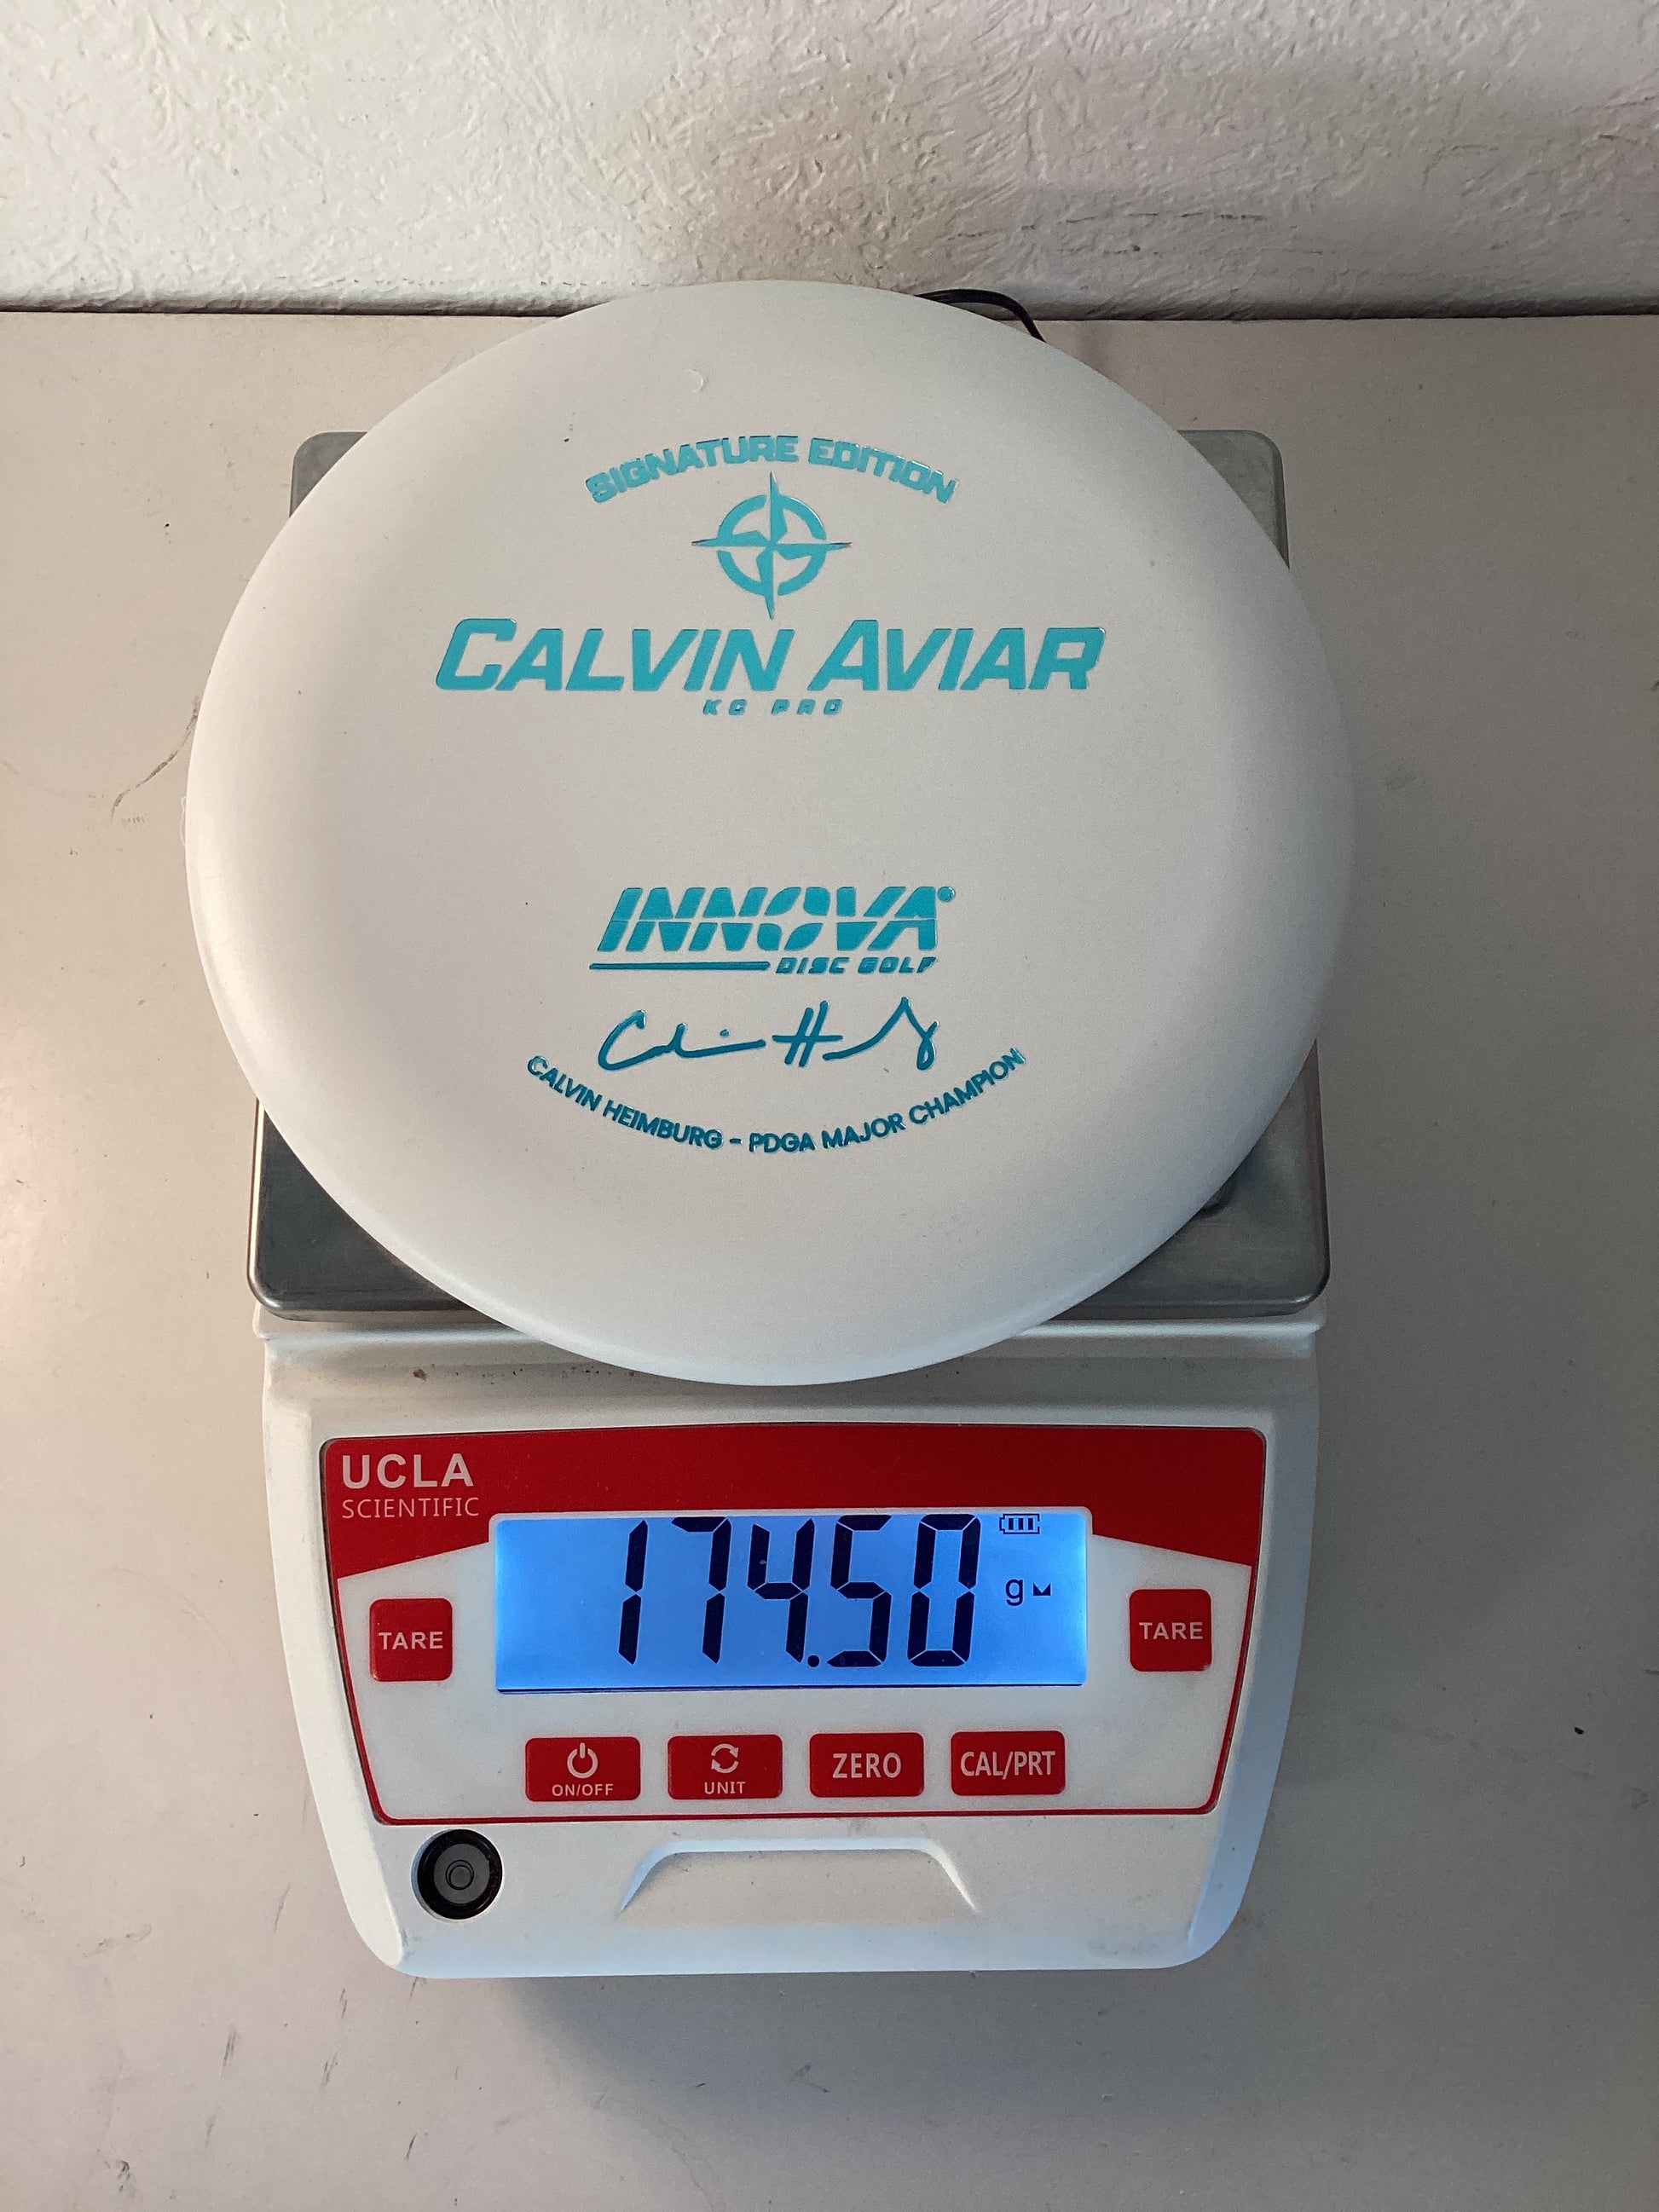 SIGNATURE EDITION
CALVIN AVIAR
KC PRO
INNOVA
DISC GOLF
CALVIN HEIMBURG - PDGA MAJOR CHAMPION
UCLA
SCIENTIFIC
174.50 g
TARE
TARE
ON/OFF
UNIT
ZERO
CAL/PRT